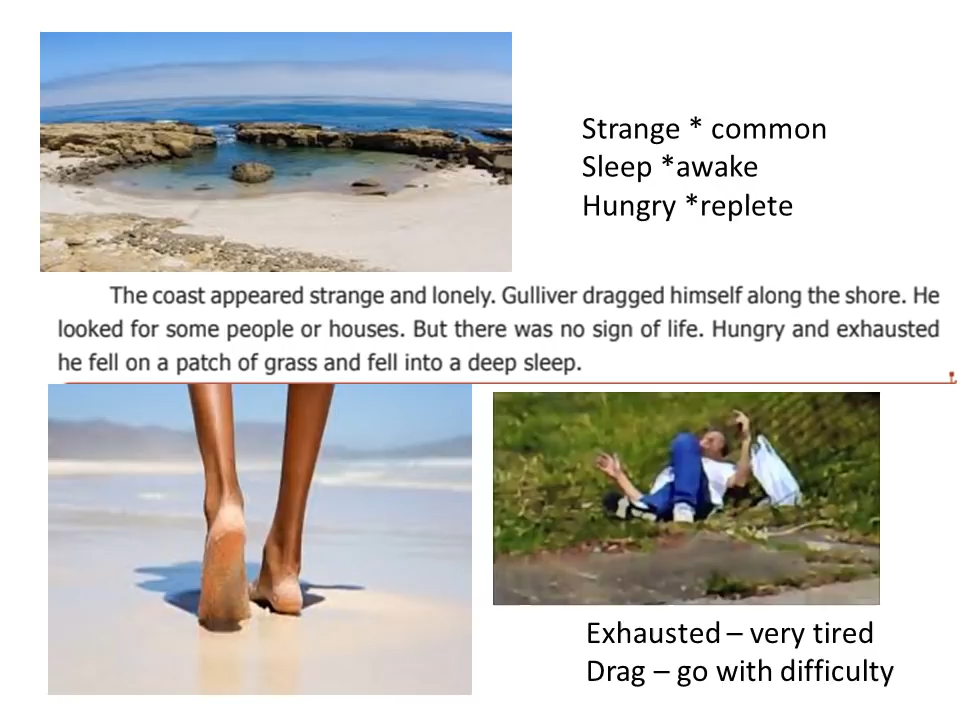 Strange * common
Sleep *awake
Hungry *replete
The coast appeared strange and lonely. Gulliver dragged himself along the shore. He
looked for some people or houses. But there was no sign of life. Hungry and exhausted
he fell on a patch of grass and fell into a deep sleep.
Exhausted – very tired
Drag – go with difficulty